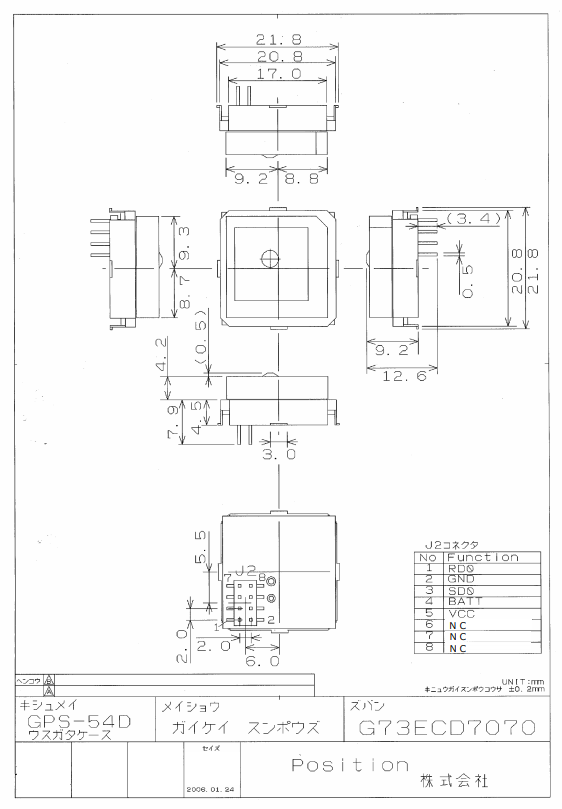 21.8
20.8
17.0
9.2 8.8
9.3
8.7
(3.4)
0.5
20.8
21.8
9.2
12.6
4.2
(0.5)
7.9
4.5
3.0
5.5
J2
7 8
1 2
2.0
2.0
6.0
J2コネクタ
No Function
1 RD0
2 GND
3 SD0
4 BATT
5 VCC
6 NC
7 NC
8 NC
ヘンコウ B
A
UNIT:mm
キニュウガイスンポウコウサ ±0.2mm
キシュメイ
GPS-54D
ウスガタケース
メイショウ
ガイケイ スンポウズ
ズバン
G73ECD7070
セイズ
2006.01.24
Position
株式会社